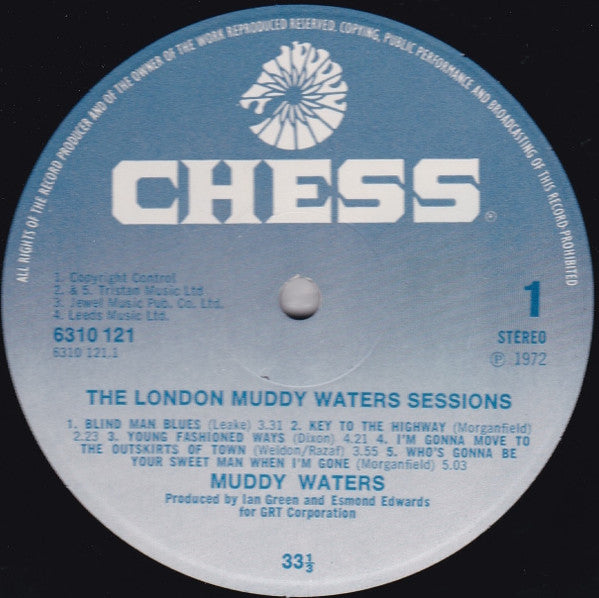 ALL RIGHTS OF THE RECORD PRODUCER AND OF THE OWNER OF THE WORK REPRODUCED RESERVED. COPYING, PUBLIC PERFORMANCE AND BROADCASTING OF THIS RECORD PROHIBITED
CHESS®
1. Copyright Control
2. & 5. Tristan Music Ltd
3. Jewel Music Pub. Co. Ltd.
4. Leeds Music Ltd.
6310 121
6310 121.1
1
STEREO
℗ 1972
THE LONDON MUDDY WATERS SESSIONS
1. BLIND MAN BLUES (Leake) 3.31 2. KEY TO THE HIGHWAY (Morganfield)
2.23 3. YOUNG FASHIONED WAYS (Dixon) 4.21 4. I'M GONNA MOVE TO
THE OUTSKIRTS OF TOWN (Weldon/Razaf) 3.55 5. WHO'S GONNA BE
YOUR SWEET MAN WHEN I'M GONE (Morganfield) 5.03
MUDDY WATERS
Produced by Ian Green and Esmond Edwards
for GRT Corporation
33⅓